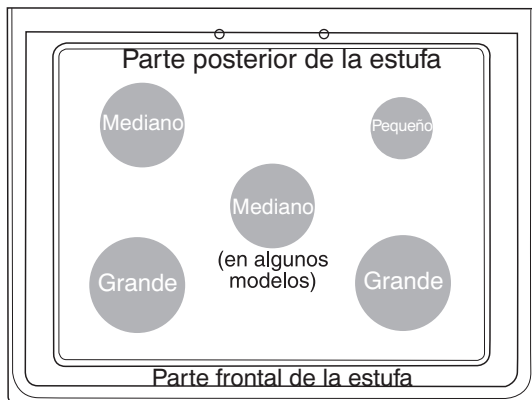 Parte posterior de la estufa
Mediano
Pequeño
Mediano
(en algunos
modelos)
Grande
Grande
Parte frontal de la estufa